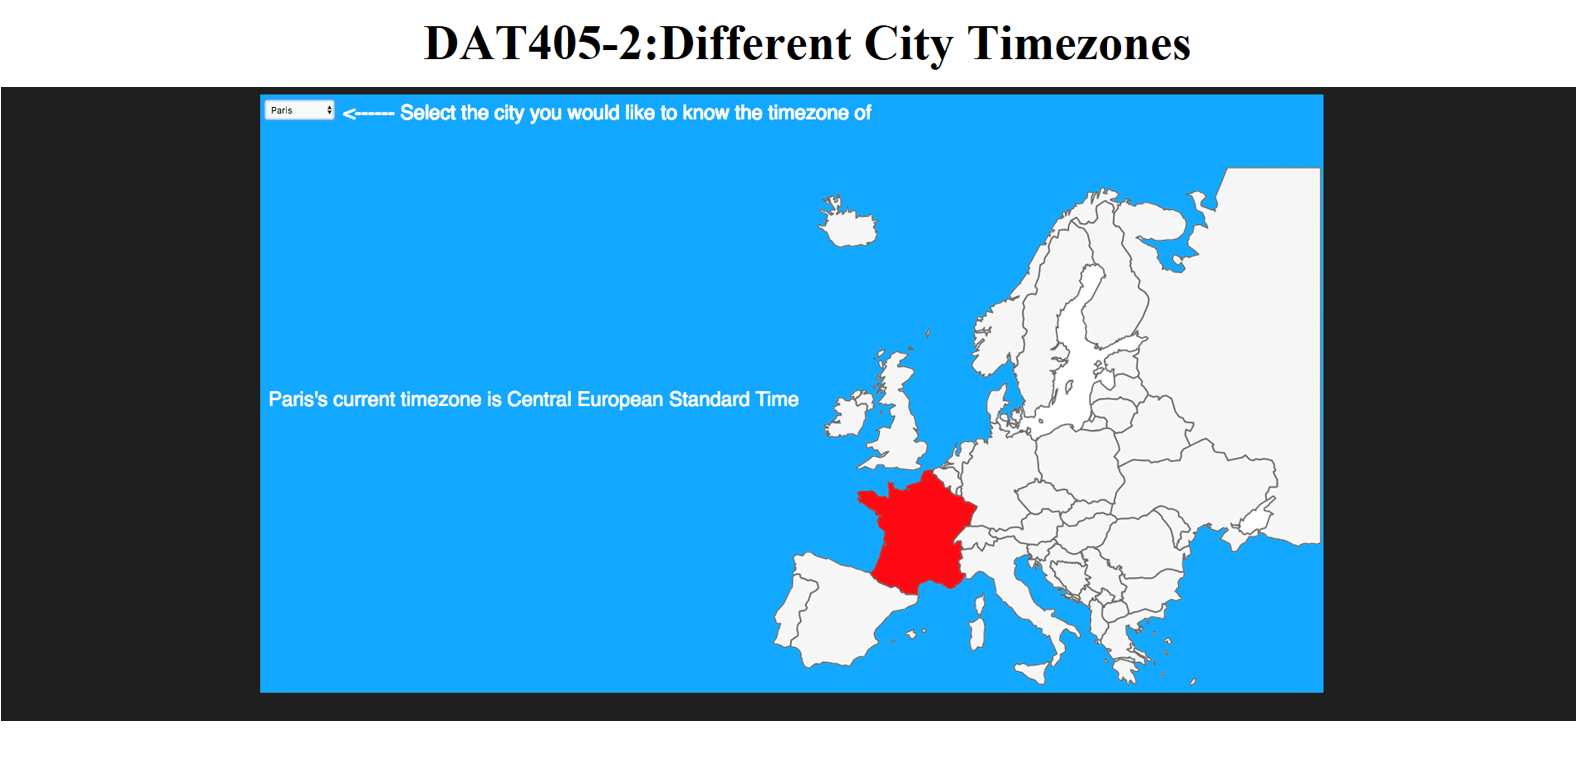 DAT405-2:Different City Timezones
Paris
<------ Select the city you would like to know the timezone of
Paris's current timezone is Central European Standard Time